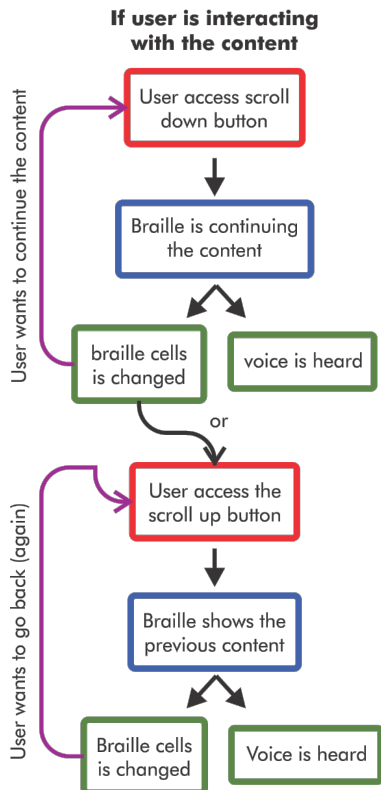 If user is interacting
with the content
User access scroll
down button
User wants to continue the content
Braille is continuing
the content
braille cells
is changed
voice is heard
or
User access the
scroll up button
User wants to go back (again)
Braille shows the
previous content
Braille cells
is changed
Voice is heard